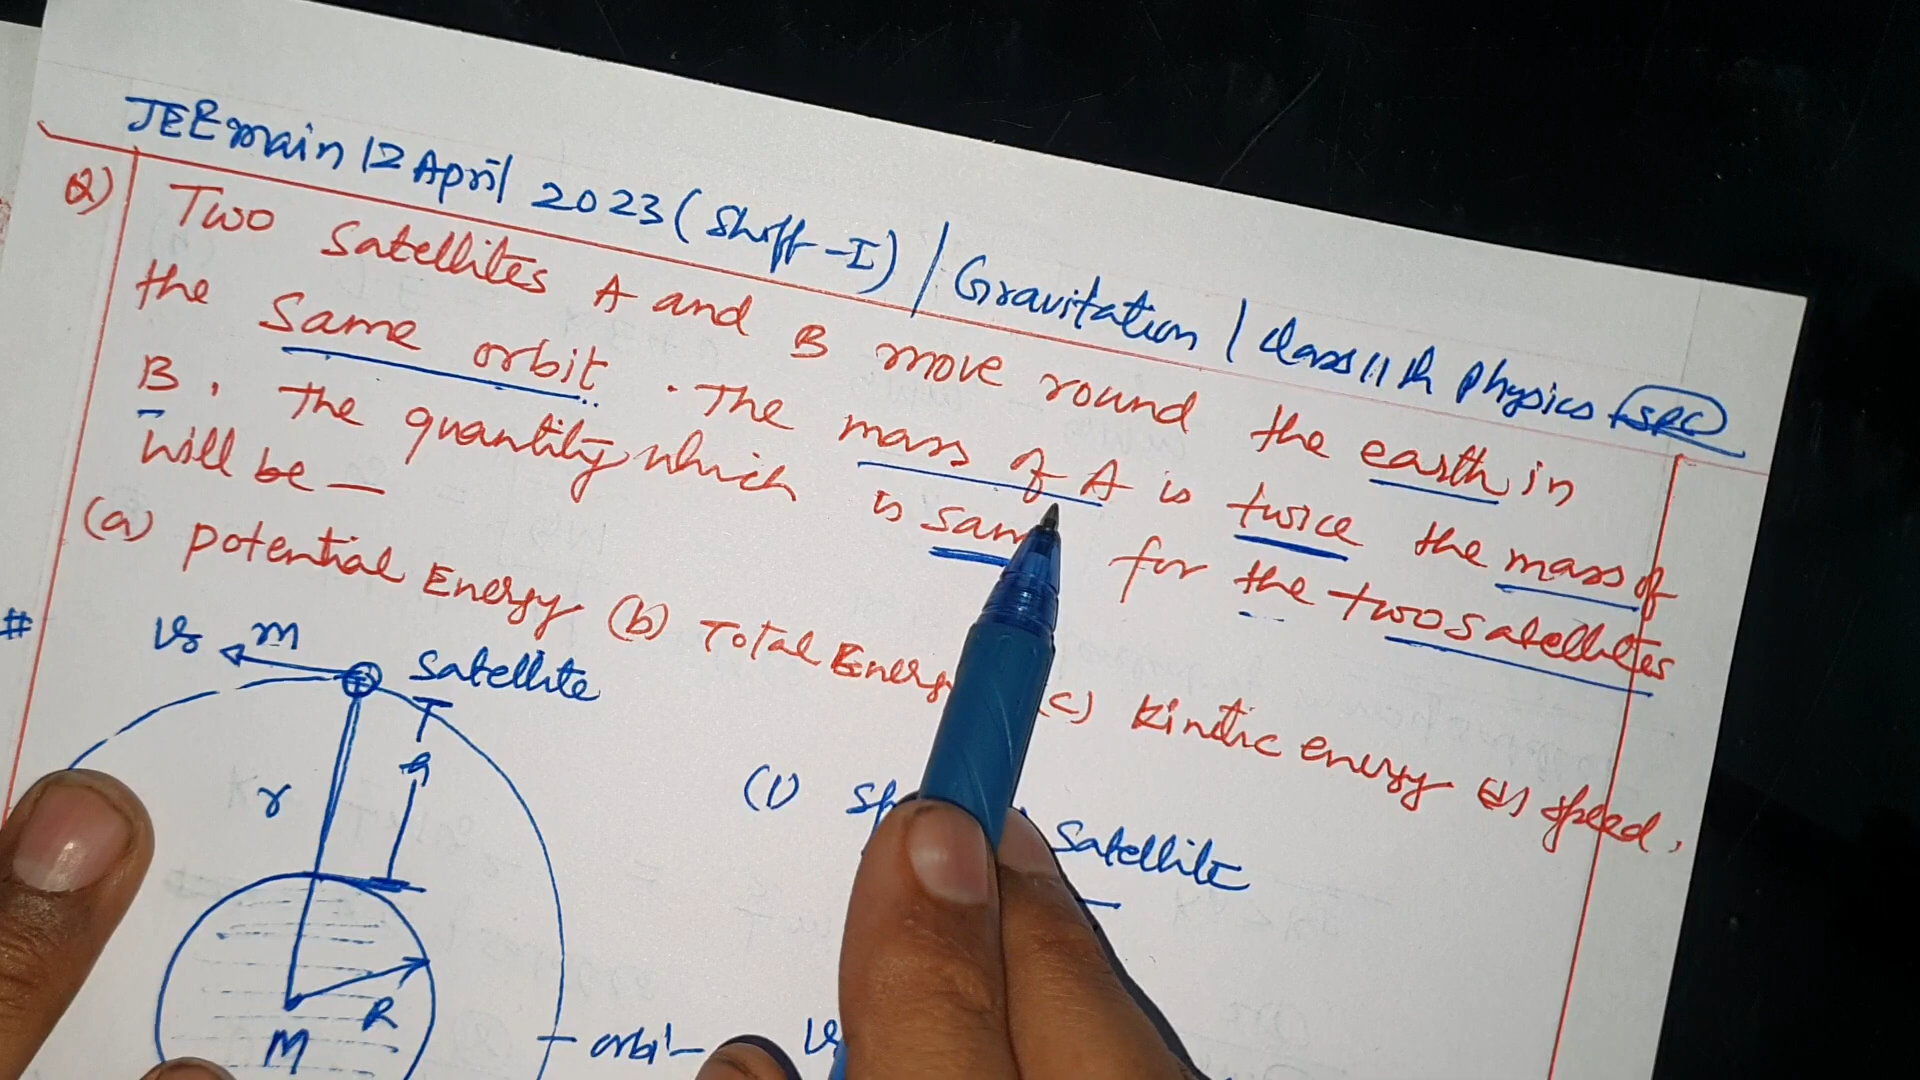 JEE main 12 April 2023 (Shift-I) / Gravitation / class 11th physics SRC
Q) Two satellites A and B move round the earth in
the same orbit. The mass of A is twice the mass of
B. The quantity which is same for the two satellites
will be —
(a) potential Energy (b) Total Energy (c) kinetic energy (d) speed.
#
Vs
m
satellite
h
r
(1) satellite
R
M
orbit